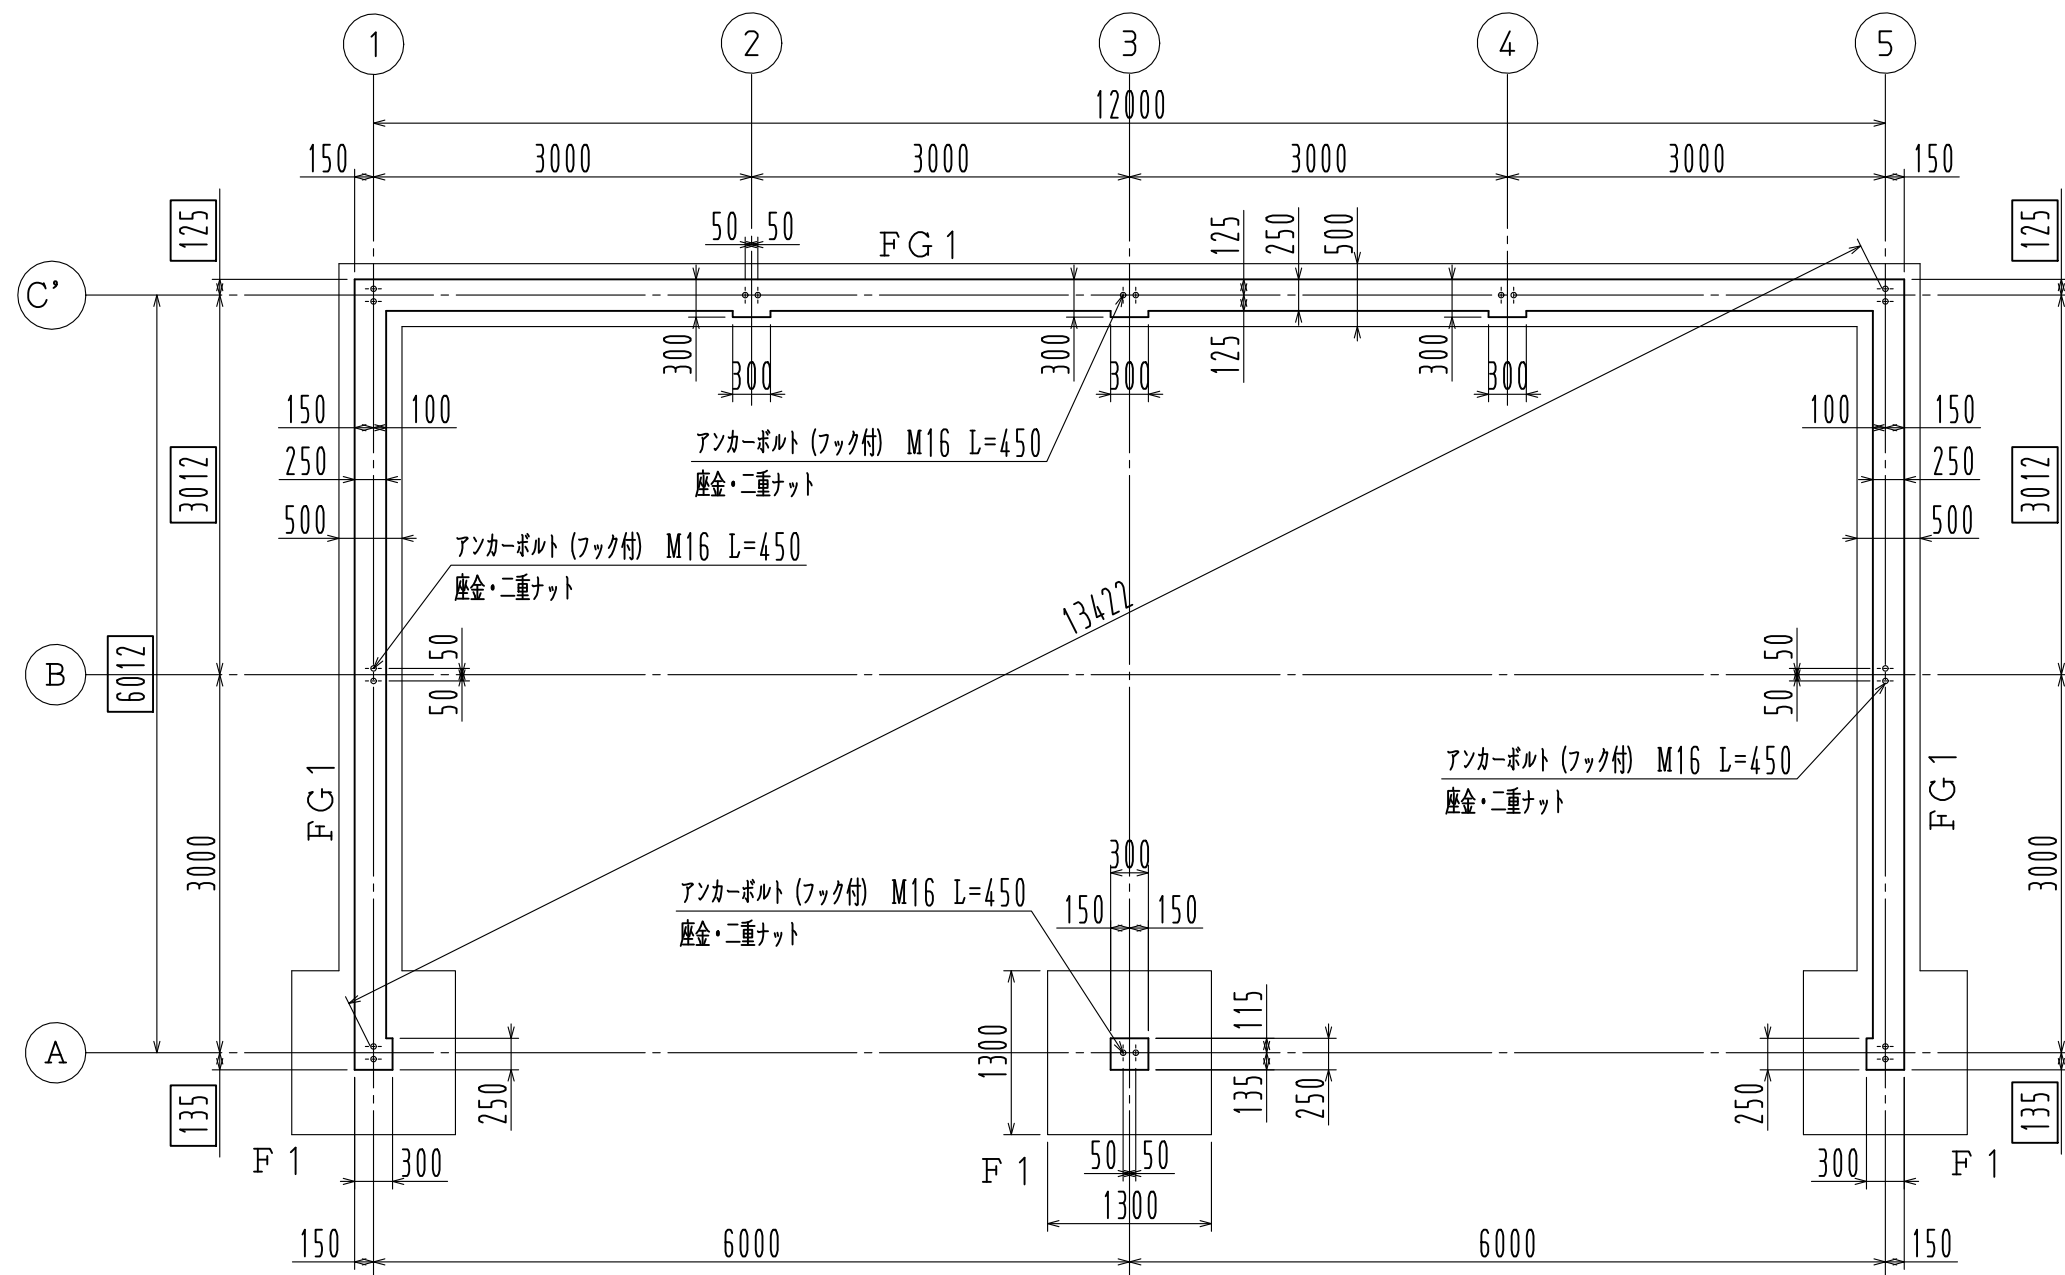 1 2 3 4 5
12000
150 3000 3000 3000 3000 150
125 50 50 FG1 125 250 500 125
C'
300 300 300 125 300 300 300
150 100 100 150
アンカーボルト(フック付) M16 L=450
座金・二重ナット
250 250
3012 3012
500 500
アンカーボルト(フック付) M16 L=450
座金・二重ナット
13422
6012
B
50 50
50 50
アンカーボルト(フック付) M16 L=450
座金・二重ナット
FG1 FG1
3000 3000
300
アンカーボルト(フック付) M16 L=450
座金・二重ナット
150 150
A
1300 115
135 250 135 250 250 135
F1 300 F1 50 50 300 F1
1300
150 6000 6000 150